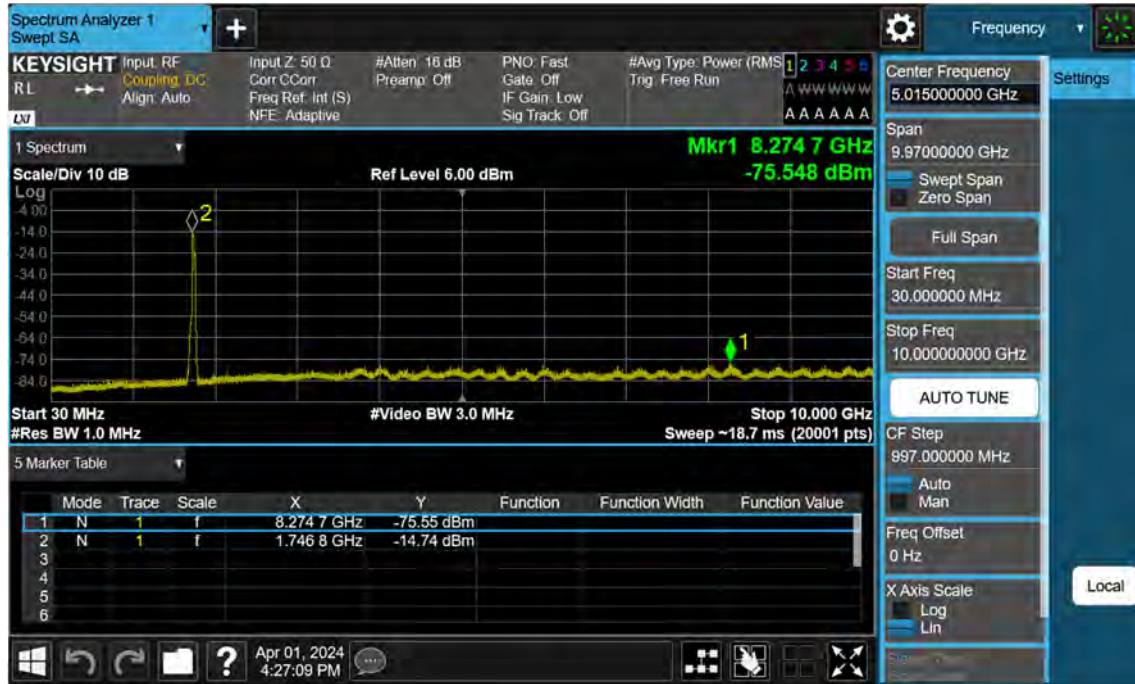 Spectrum Analyzer 1
Swept SA
+
Frequency
KEYSIGHT
RL
LXI
Input: RF
Coupling: DC
Align: Auto
Input Z: 50 Ω
Corr CCorr
Freq Ref: Int (S)
NFE: Adaptive
#Atten: 16 dB
Preamp: Off
PNO: Fast
Gate: Off
IF Gain: Low
Sig Track: Off
#Avg Type: Power (RMS
Trig: Free Run
1 2 3 4 5 6
A W W W W W
A A A A A A
Center Frequency
5.015000000 GHz
Settings
1 Spectrum
Scale/Div 10 dB
Ref Level 6.00 dBm
Mkr1 8.274 7 GHz
-75.548 dBm
Log
-4.00
-14.0
-24.0
-34.0
-44.0
-54.0
-64.0
-74.0
-84.0
2
1
Start 30 MHz
#Video BW 3.0 MHz
Stop 10.000 GHz
#Res BW 1.0 MHz
Sweep ~18.7 ms (20001 pts)
Span
9.97000000 GHz
Swept Span
Zero Span
Full Span
Start Freq
30.000000 MHz
Stop Freq
10.000000000 GHz
AUTO TUNE
CF Step
997.000000 MHz
Auto
Man
Freq Offset
0 Hz
X Axis Scale
Log
Lin
Local
5 Marker Table
Mode Trace Scale X Y Function Function Width Function Value
1 N 1 f 8.274 7 GHz -75.55 dBm
2 N 1 f 1.746 8 GHz -14.74 dBm
3
4
5
6
?
Apr 01, 2024
4:27:09 PM